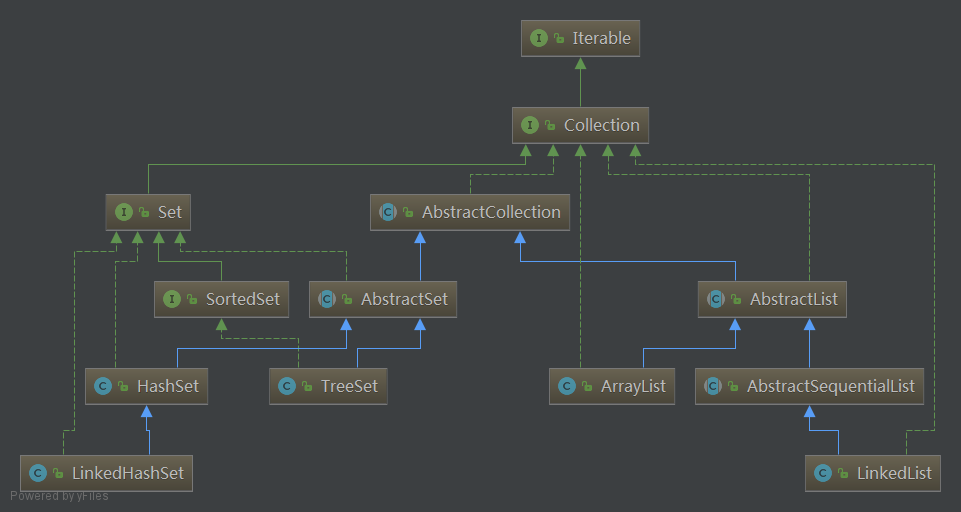 I Iterable
I Collection
I Set
C AbstractCollection
I SortedSet
C AbstractSet
C AbstractList
C HashSet
C TreeSet
C ArrayList
C AbstractSequentialList
C LinkedHashSet
C LinkedList
Powered by yFiles